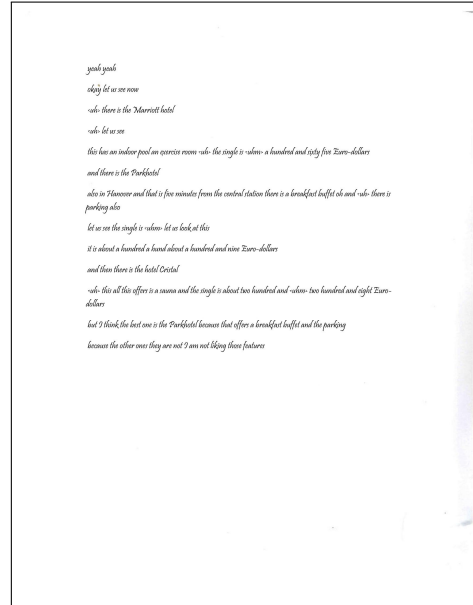 yeah yeah
okay let us see now
<uh> there is the Marriott hotel
<uh> let us see
this has an indoor pool an exercise room <uh> the single is <uhm> a hundred and sixty five Euro-dollars
and there is the Parkhotel
also in Hanover and that is five minutes from the central station there is a breakfast buffet oh and <uh> there is
parking also
let us see the single is <uhm> let us look at this
it is about a hundred a hund about a hundred and nine Euro-dollars
and then there is the hotel Cristal
<uh> this all this offers is a sauna and the single is about two hundred and <uhm> two hundred and eight Euro-
dollars
but I think the best one is the Parkhotel because that offers a breakfast buffet and the parking
because the other ones they are not I am not liking those features